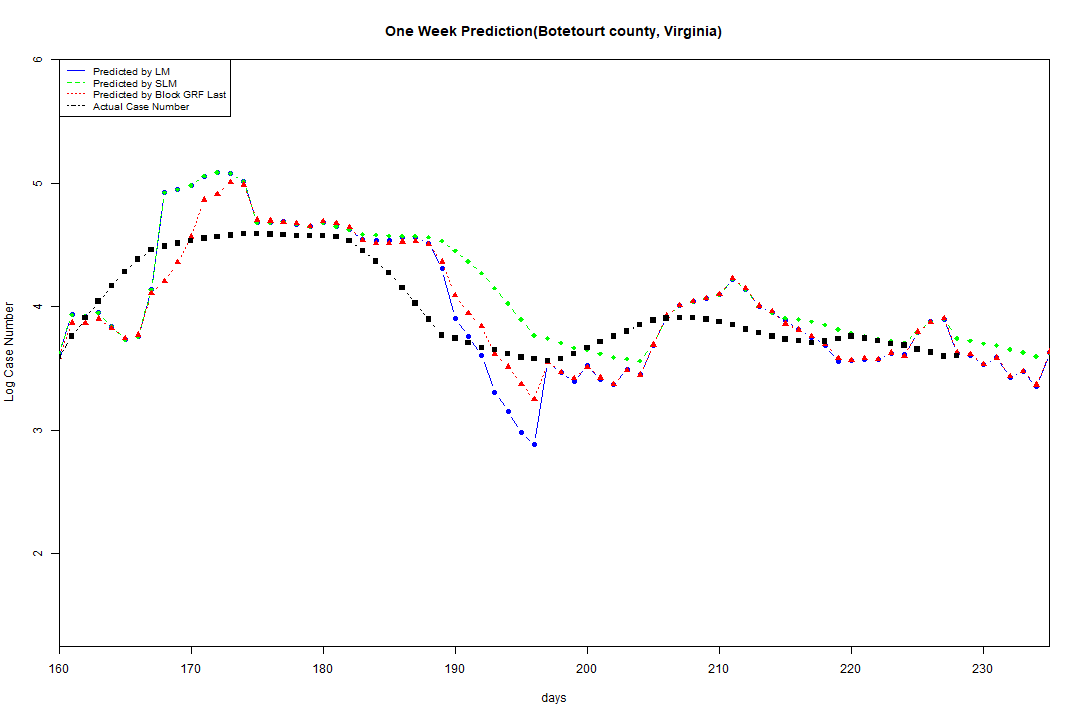 One Week Prediction(Botetourt county, Virginia)
Predicted by LM
Predicted by SLM
Predicted by Block GRF Last
Actual Case Number
6
5
4
3
2
Log Case Number
160 170 180 190 200 210 220 230
days